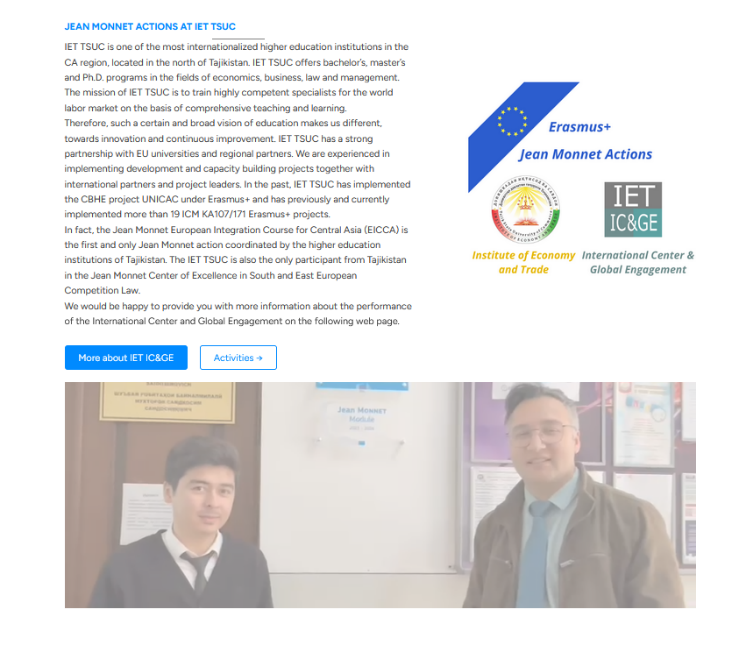 JEAN MONNET ACTIONS AT IET TSUC
IET TSUC is one of the most internationalized higher education institutions in the
CA region, located in the north of Tajikistan. IET TSUC offers bachelor's, master's
and Ph.D. programs in the fields of economics, business, law and management.
The mission of IET TSUC is to train highly competent specialists for the world
labor market on the basis of comprehensive teaching and learning.
Therefore, such a certain and broad vision of education makes us different,
towards innovation and continuous improvement. IET TSUC has a strong
partnership with EU universities and regional partners. We are experienced in
implementing development and capacity building projects together with
international partners and project leaders. In the past, IET TSUC has implemented
the CBHE project UNICAC under Erasmus+ and has previously and currently
implemented more than 19 ICM KA107/171 Erasmus+ projects.
In fact, the Jean Monnet European Integration Course for Central Asia (EICCA) is
the first and only Jean Monnet action coordinated by the higher education
institutions of Tajikistan. The IET TSUC is also the only participant from Tajikistan
in the Jean Monnet Center of Excellence in South and East European
Competition Law.
We would be happy to provide you with more information about the performance
of the International Center and Global Engagement on the following web page.
More about IET IC&GE
Activities →
Erasmus+
Jean Monnet Actions
IET
IC&GE
Institute of Economy
and Trade
International Center &
Global Engagement
Jean Monnet
Module